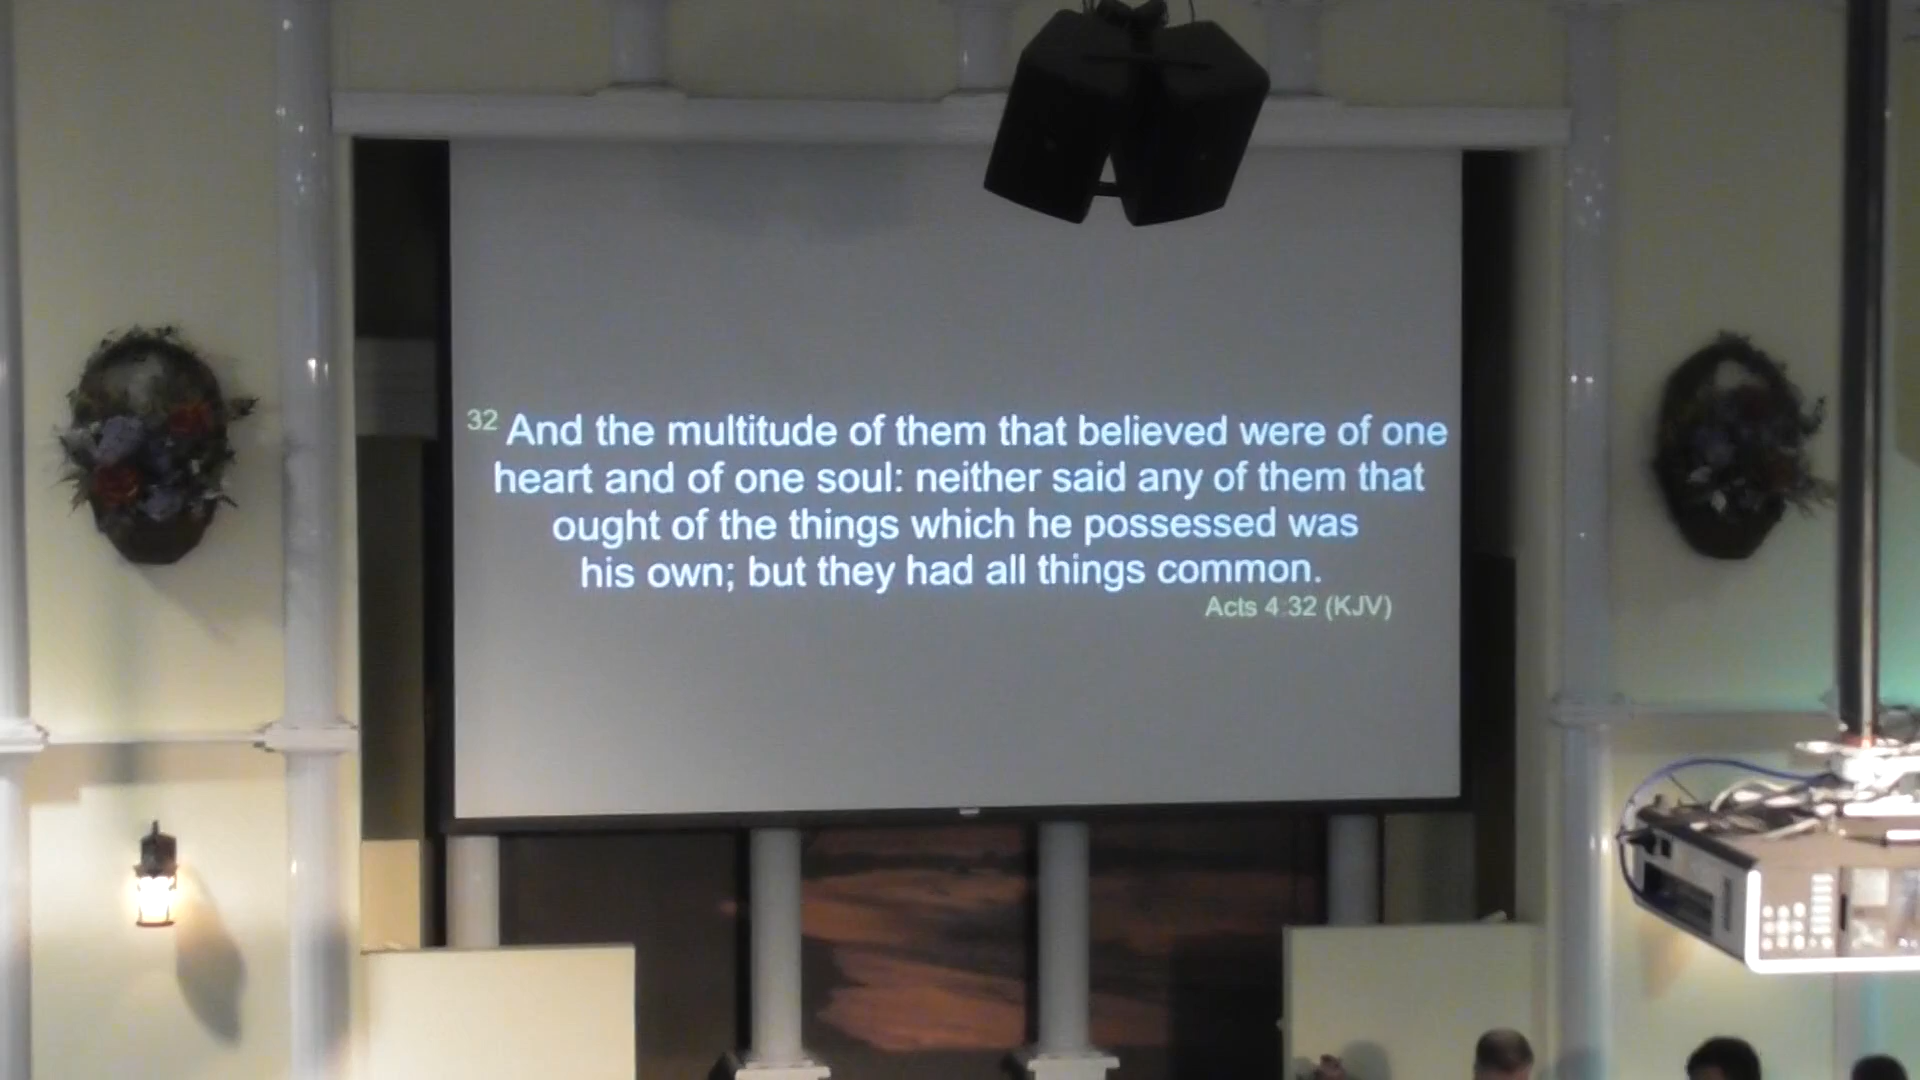 32 And the multitude of them that believed were of one
heart and of one soul: neither said any of them that
ought of the things which he possessed was
his own; but they had all things common.
Acts 4:32 (KJV)